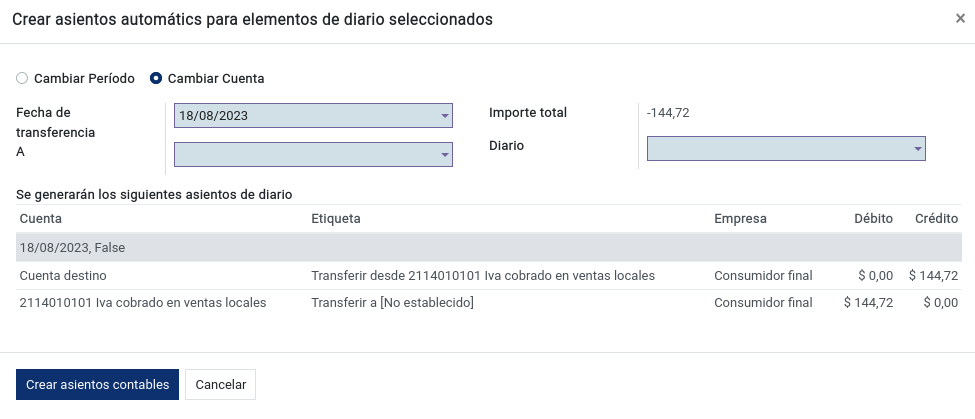 Crear asientos automátics para elementos de diario seleccionados
×
Cambiar Período Cambiar Cuenta
Fecha de
transferencia
18/08/2023
Importe total -144,72
A
Diario
Se generarán los siguientes asientos de diario
Cuenta Etiqueta Empresa Débito Crédito
18/08/2023, False
Cuenta destino Transferir desde 2114010101 Iva cobrado en ventas locales Consumidor final $ 0,00 $ 144,72
2114010101 Iva cobrado en ventas locales Transferir a [No establecido] Consumidor final $ 144,72 $ 0,00
Crear asientos contables Cancelar